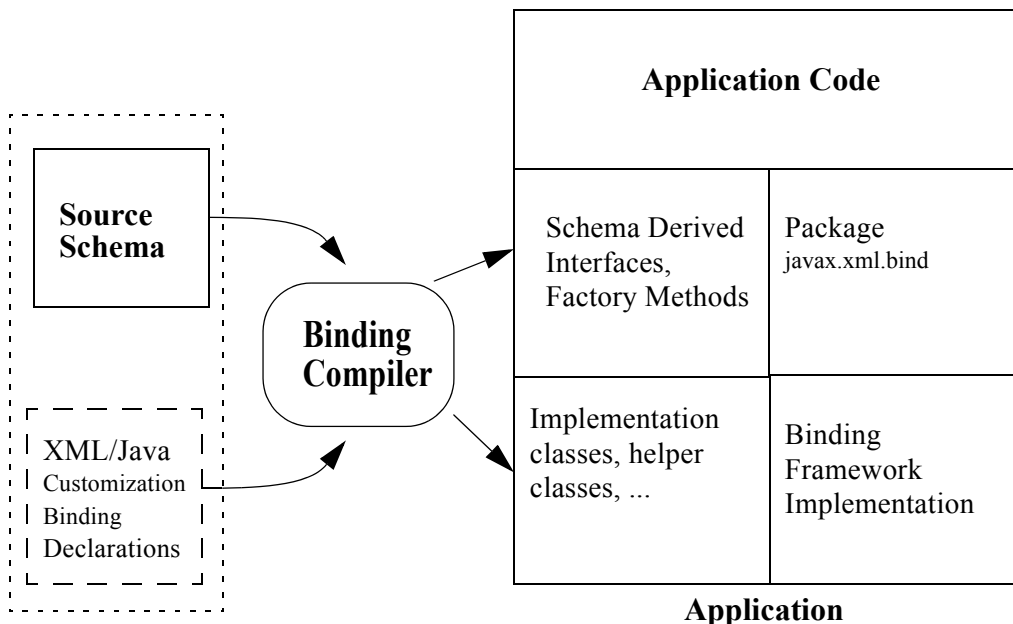 Application Code
Source
Schema
Schema Derived
Interfaces,
Factory Methods
Package
javax.xml.bind
Binding
Compiler
XML/Java
Customization
Binding
Declarations
Implementation
classes, helper
classes, ...
Binding
Framework
Implementation
Application